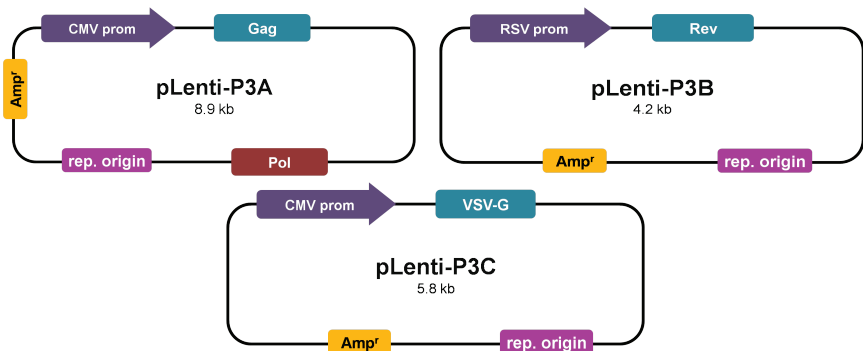 CMV prom
Gag
Ampʳ
pLenti-P3A
8.9 kb
rep. origin
Pol
RSV prom
Rev
pLenti-P3B
4.2 kb
Ampʳ
rep. origin
CMV prom
VSV-G
pLenti-P3C
5.8 kb
Ampʳ
rep. origin